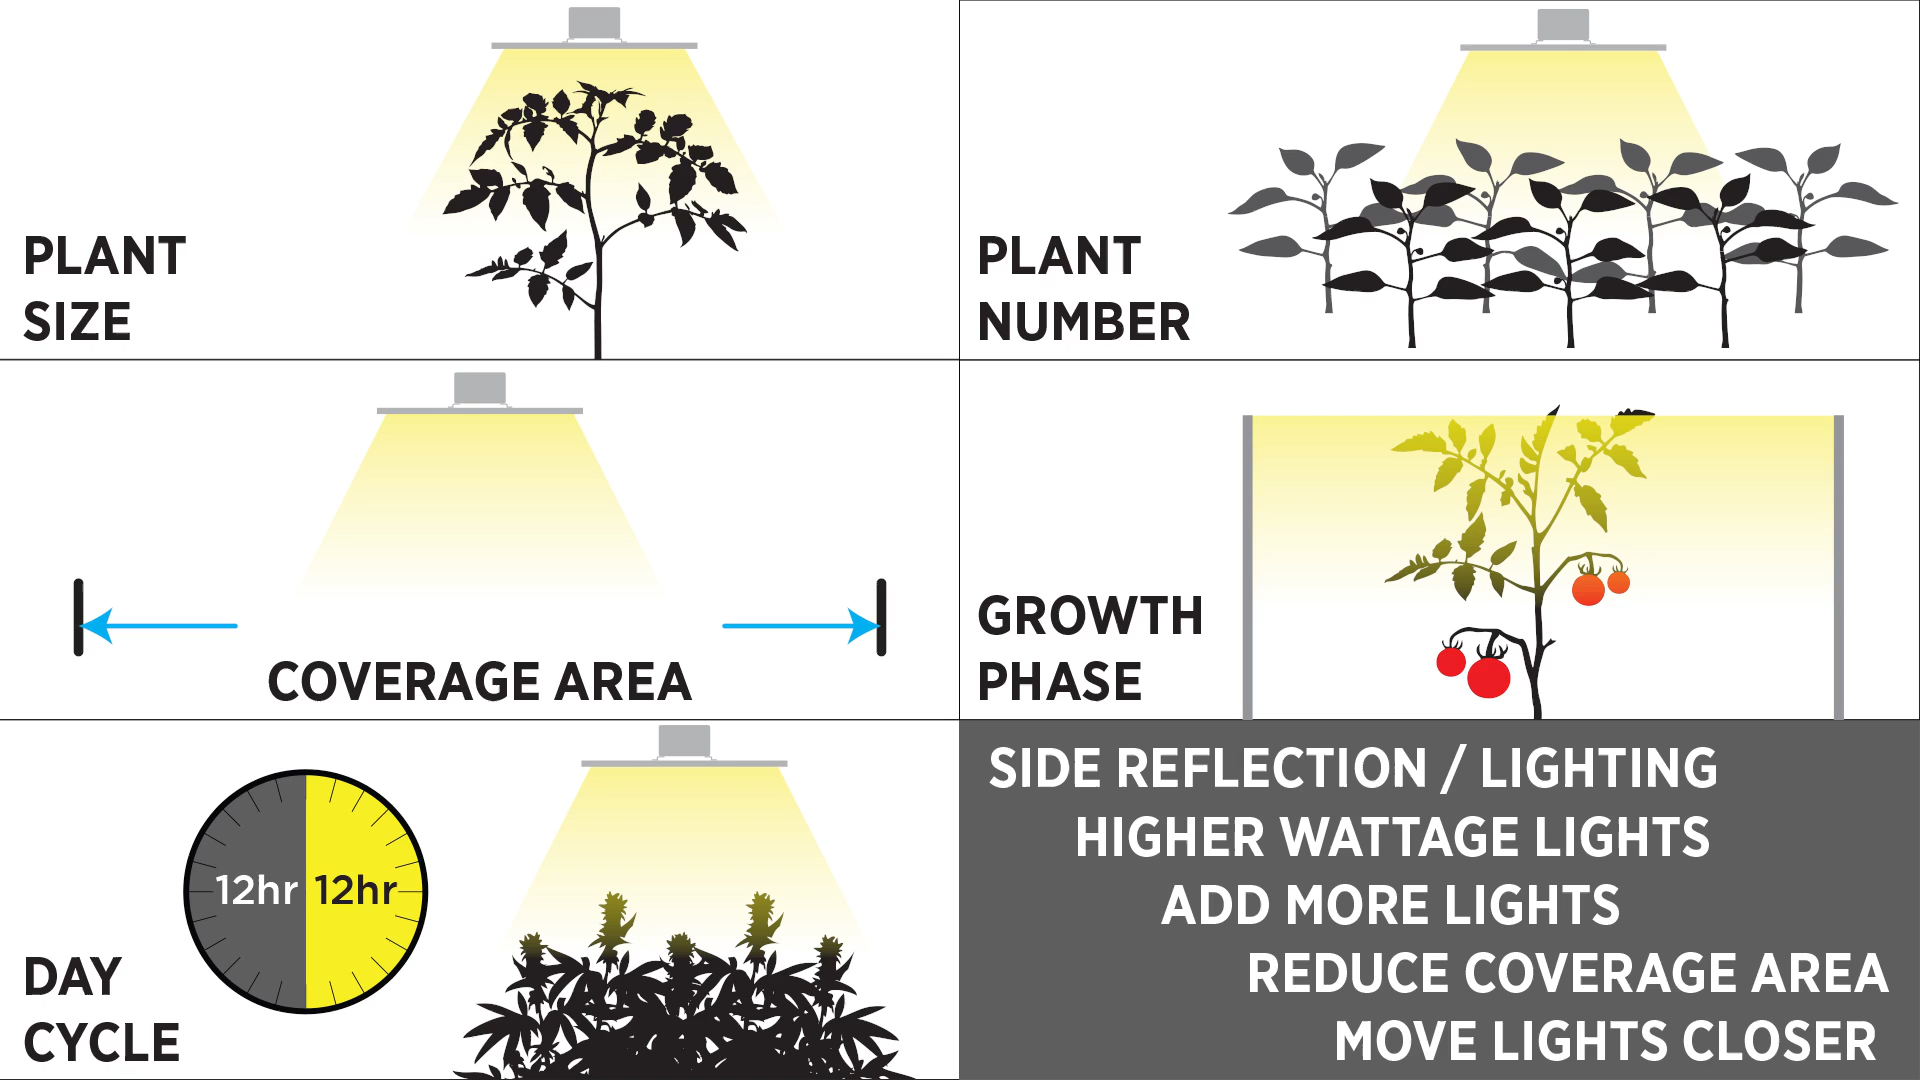 PLANT
SIZE
PLANT
NUMBER
COVERAGE AREA
GROWTH
PHASE
12hr 12hr
DAY
CYCLE
SIDE REFLECTION / LIGHTING
HIGHER WATTAGE LIGHTS
ADD MORE LIGHTS
REDUCE COVERAGE AREA
MOVE LIGHTS CLOSER